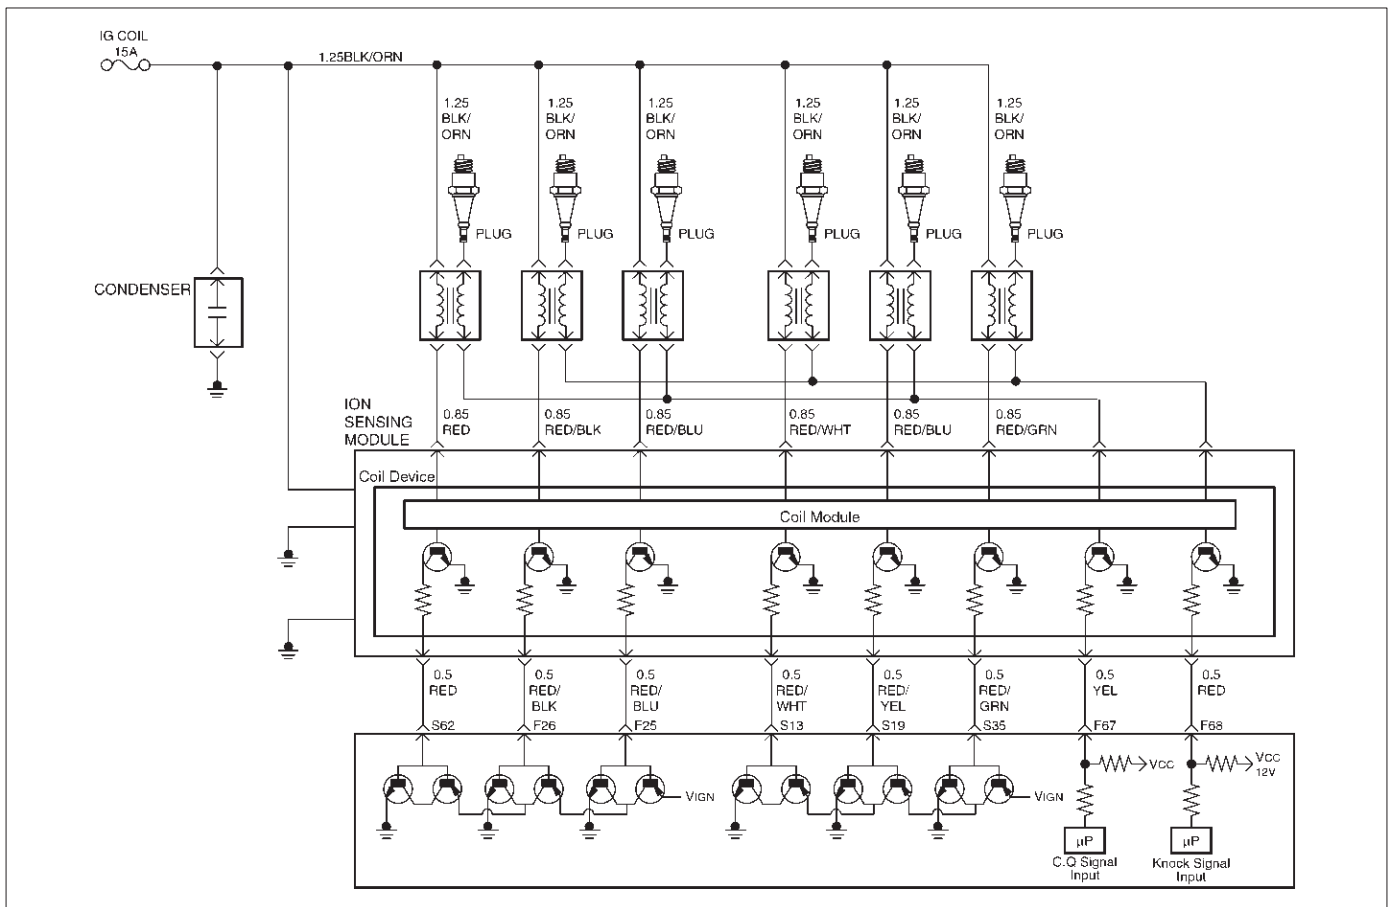 IG COIL
15A
1.25BLK/ORN
1.25
BLK/
ORN
1.25
BLK/
ORN
1.25
BLK/
ORN
1.25
BLK/
ORN
1.25
BLK/
ORN
1.25
BLK/
ORN
PLUG
PLUG
PLUG
PLUG
PLUG
PLUG
CONDENSER
ION
SENSING
MODULE
0.85
RED
0.85
RED/BLK
0.85
RED/BLU
0.85
RED/WHT
0.85
RED/BLU
0.85
RED/GRN
Coil Device
Coil Module
0.5
RED
0.5
RED/
BLK
0.5
RED/
BLU
0.5
RED/
WHT
0.5
RED/
YEL
0.5
RED/
GRN
0.5
YEL
0.5
RED
S62
F26
F25
S13
S19
S35
F67
F68
VIGN
VIGN
VCC
VCC
12V
µP
µP
C.Q Signal
Input
Knock Signal
Input